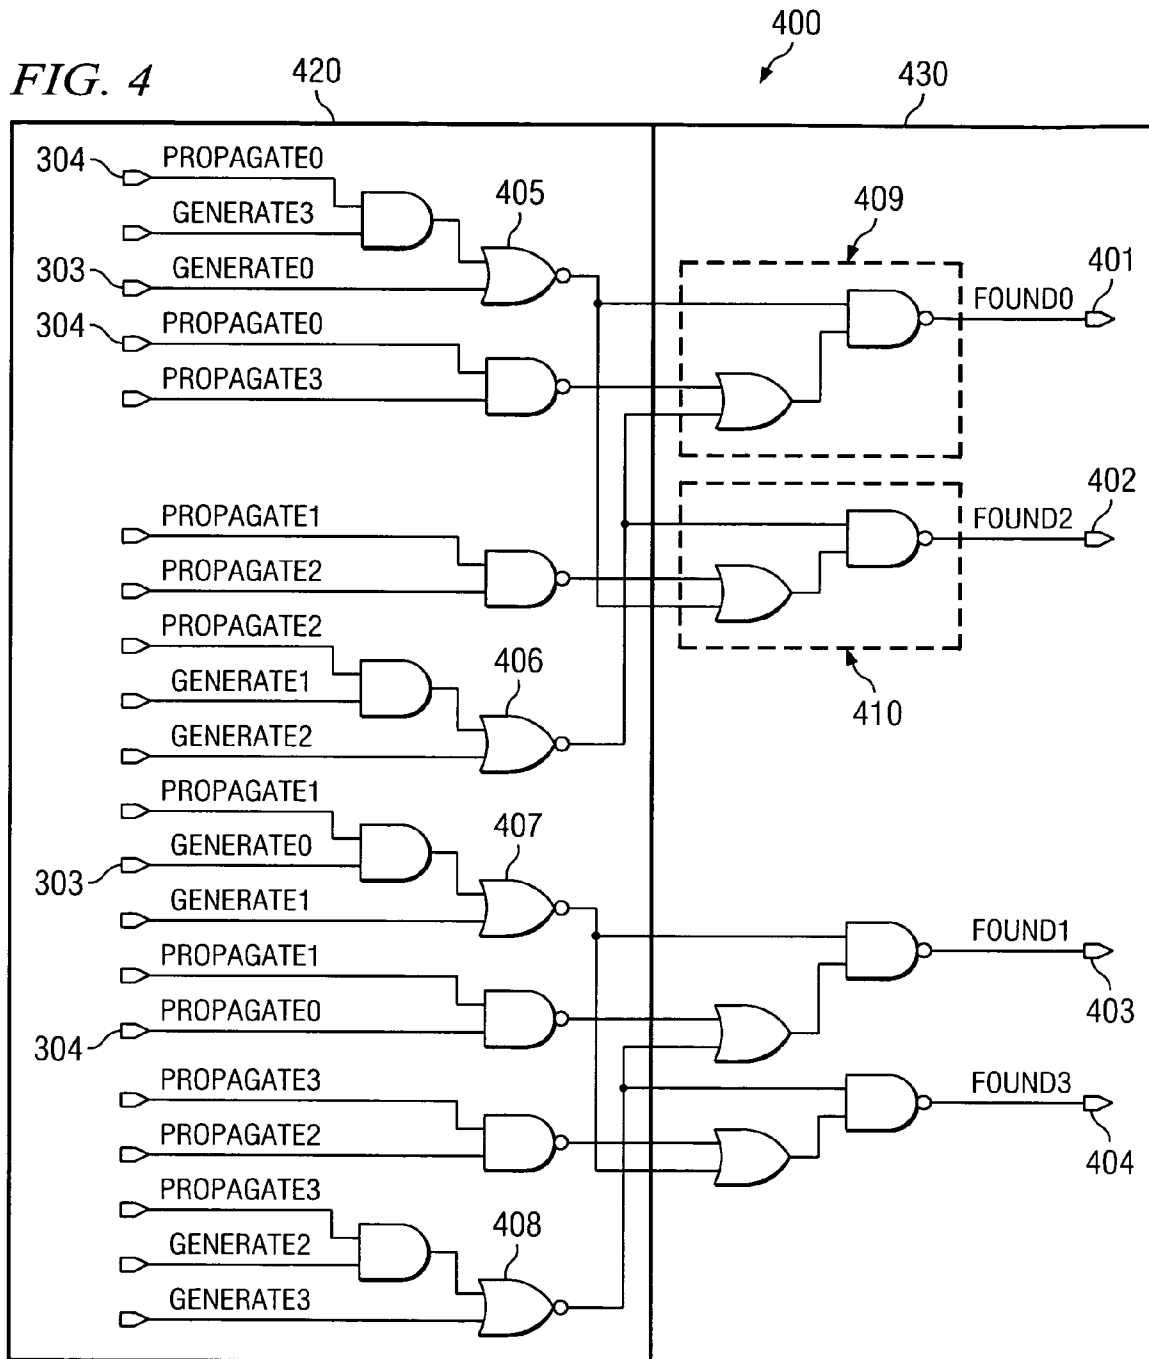 FIG. 4
400
420
430
304
PROPAGATE0
GENERATE3
405
303
GENERATE0
304
PROPAGATE0
PROPAGATE3
409
401
FOUND0
PROPAGATE1
PROPAGATE2
402
FOUND2
PROPAGATE2
GENERATE1
406
GENERATE2
410
PROPAGATE1
303
GENERATE0
407
GENERATE1
PROPAGATE1
304
PROPAGATE0
FOUND1
403
PROPAGATE3
PROPAGATE2
FOUND3
404
PROPAGATE3
GENERATE2
408
GENERATE3